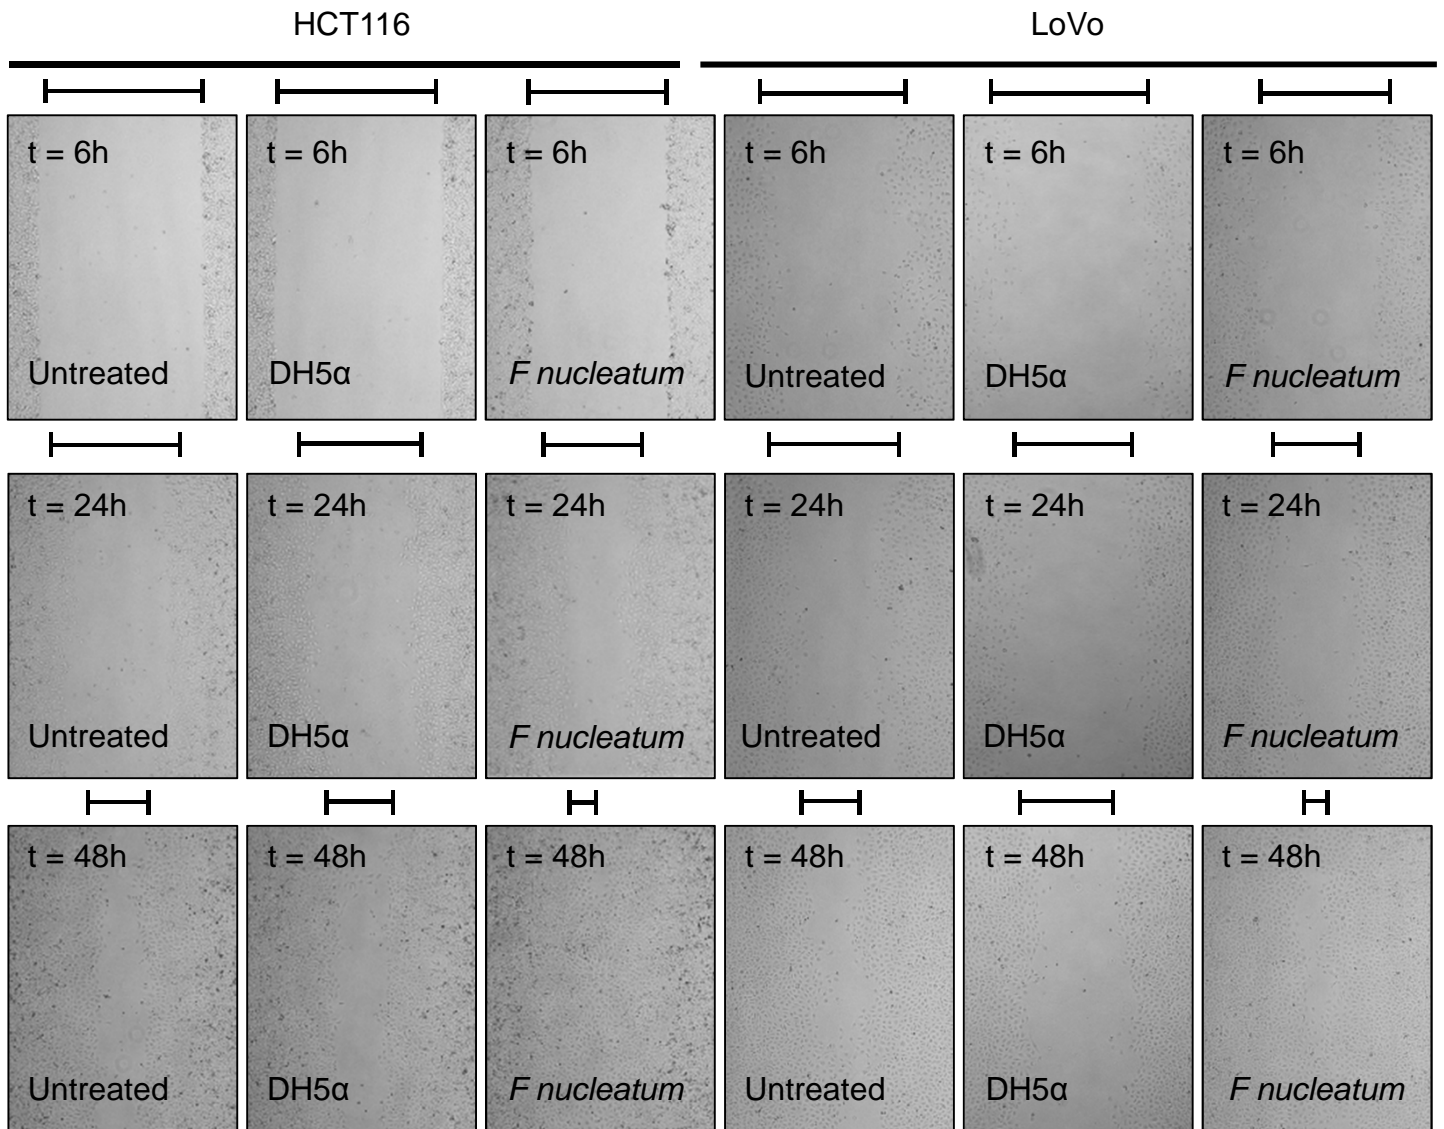 HCT116
LoVo
t = 6h
t = 6h
t = 6h
t = 6h
t = 6h
t = 6h
Untreated
DH5α
F nucleatum
Untreated
DH5α
F nucleatum
t = 24h
t = 24h
t = 24h
t = 24h
t = 24h
t = 24h
Untreated
DH5α
F nucleatum
Untreated
DH5α
F nucleatum
t = 48h
t = 48h
t = 48h
t = 48h
t = 48h
t = 48h
Untreated
DH5α
F nucleatum
Untreated
DH5α
F nucleatum